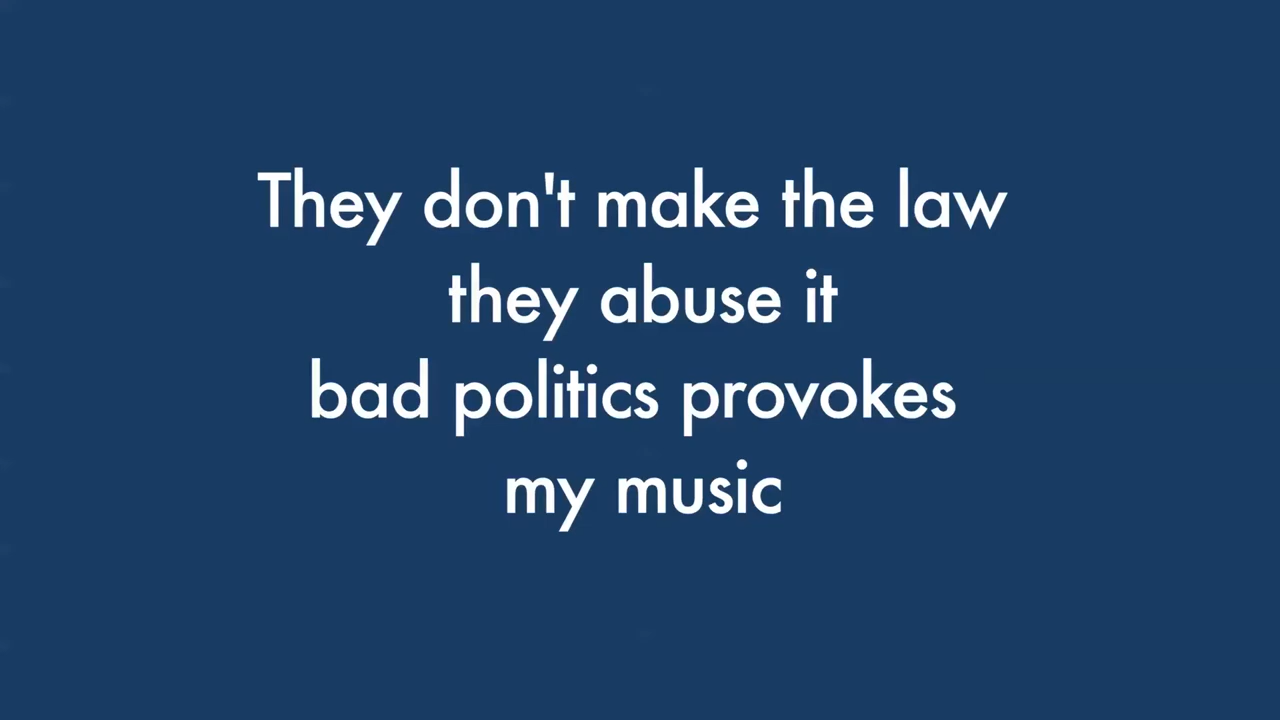 They don't make the law
they abuse it
bad politics provokes
my music